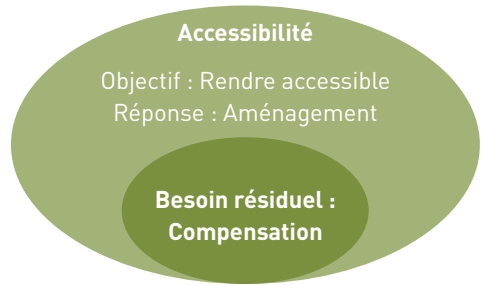 Accessibilité
Objectif : Rendre accessible
Réponse : Aménagement
Besoin résiduel :
Compensation